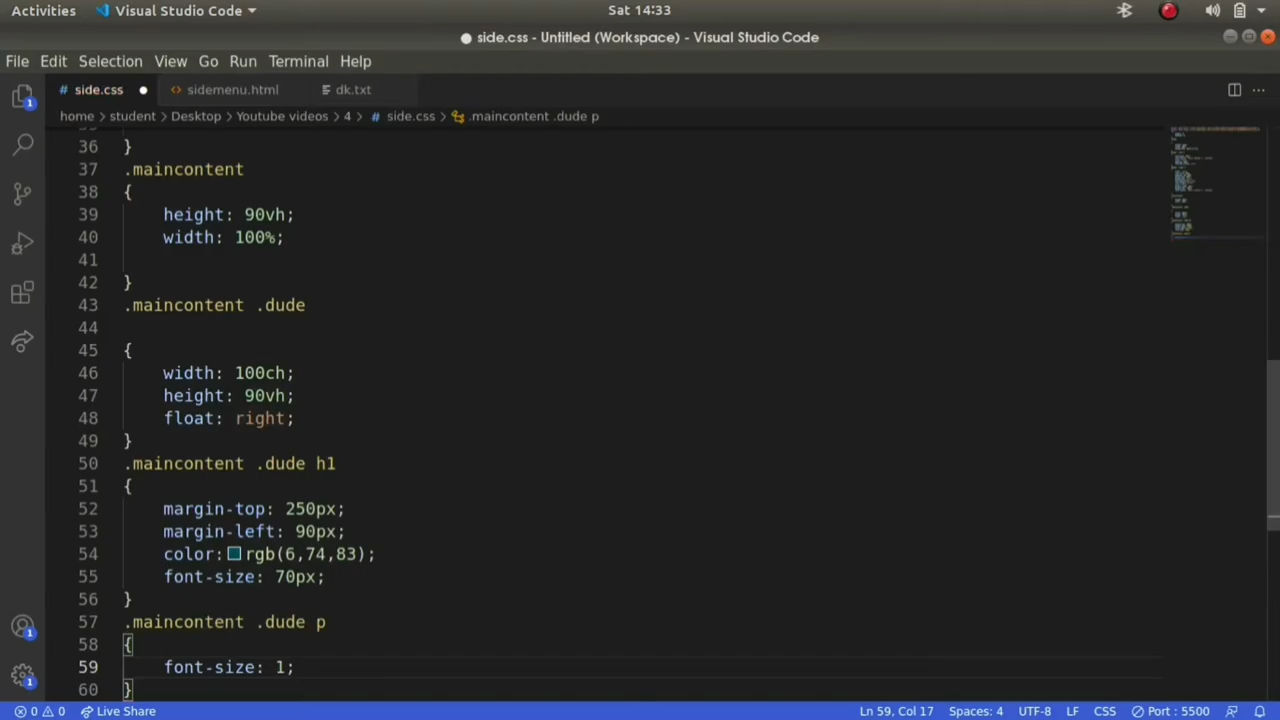 Activities Visual Studio Code Sat 14:33
side.css - Untitled (Workspace) - Visual Studio Code
File Edit Selection View Go Run Terminal Help
# side.css <> sidemenu.html dk.txt
home > student > Desktop > Youtube videos > 4 > # side.css > .maincontent .dude p
36 }
37 .maincontent
38 {
39 height: 90vh;
40 width: 100%;
41
42 }
43 .maincontent .dude
44
45 {
46 width: 100ch;
47 height: 90vh;
48 float: right;
49 }
50 .maincontent .dude h1
51 {
52 margin-top: 250px;
53 margin-left: 90px;
54 color: rgb(6,74,83);
55 font-size: 70px;
56 }
57 .maincontent .dude p
58 {
59 font-size: 1;
60 }
1
1
1
0 0 Live Share Ln 59, Col 17 Spaces: 4 UTF-8 LF CSS Port : 5500